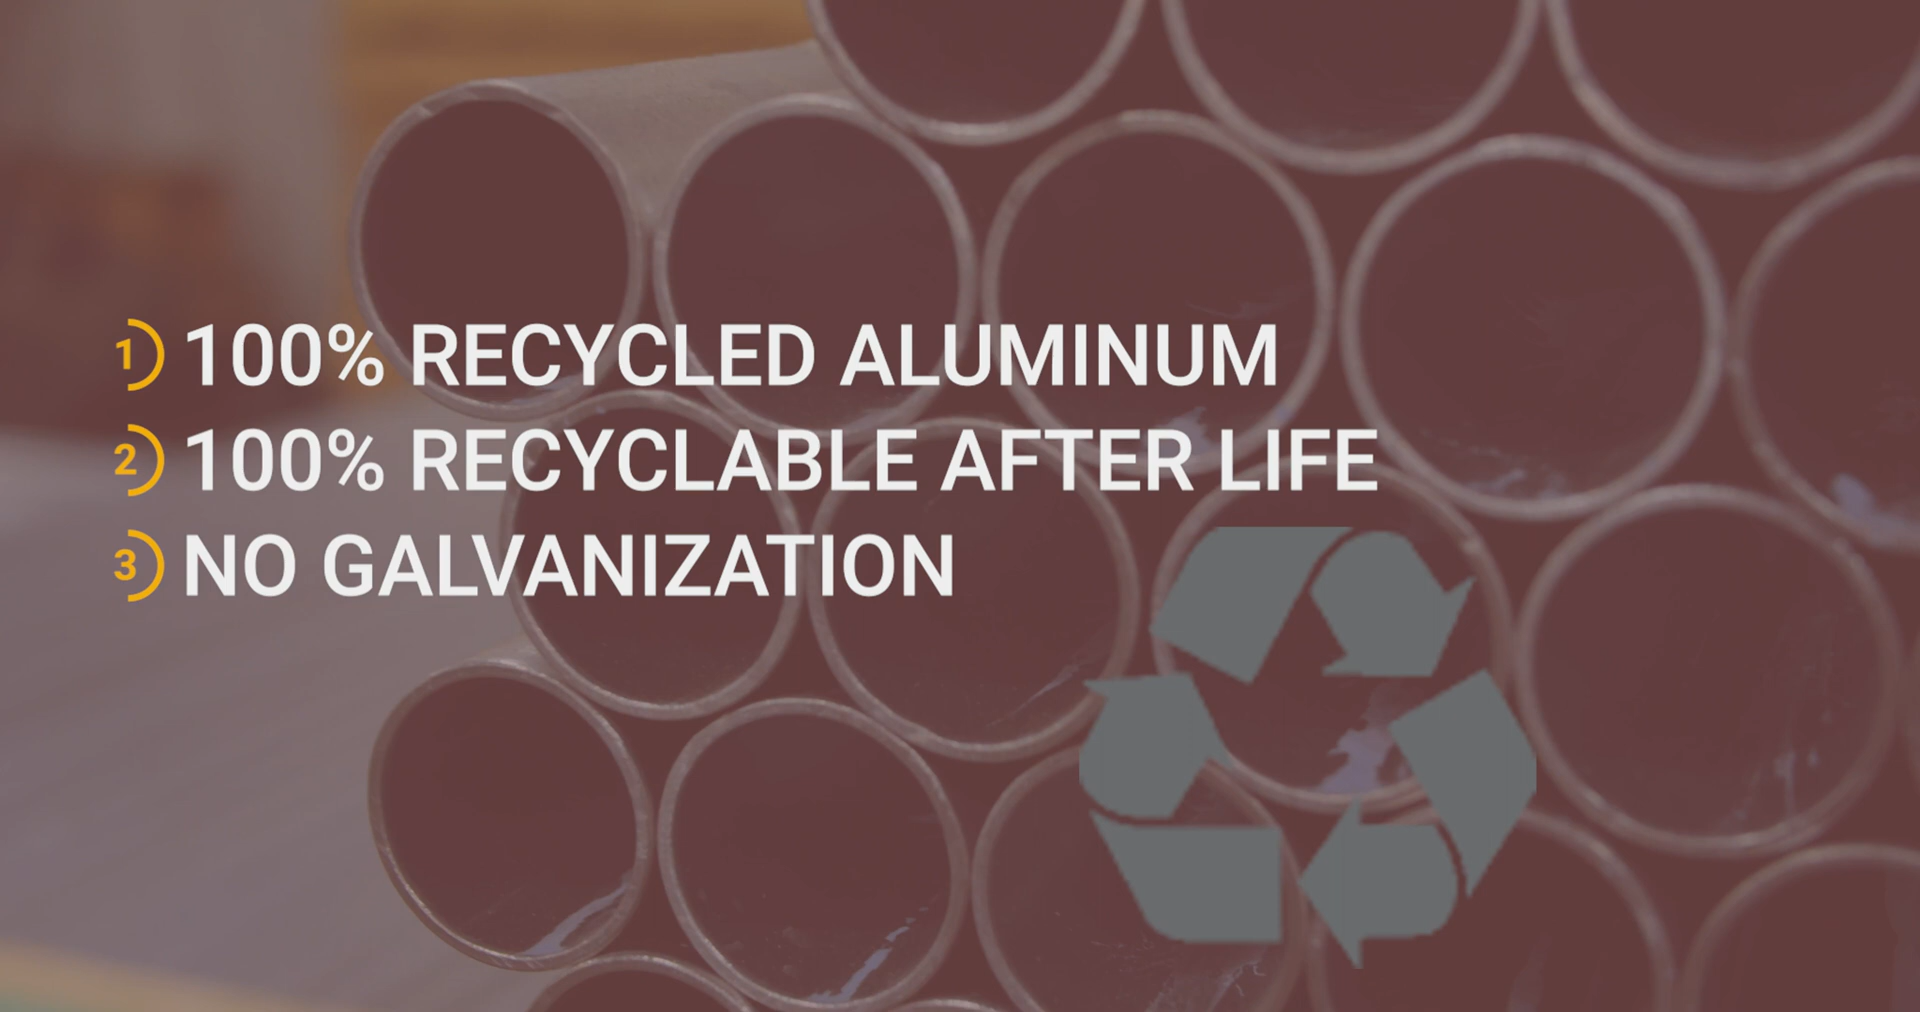 1 100% RECYCLED ALUMINUM
2 100% RECYCLABLE AFTER LIFE
3 NO GALVANIZATION